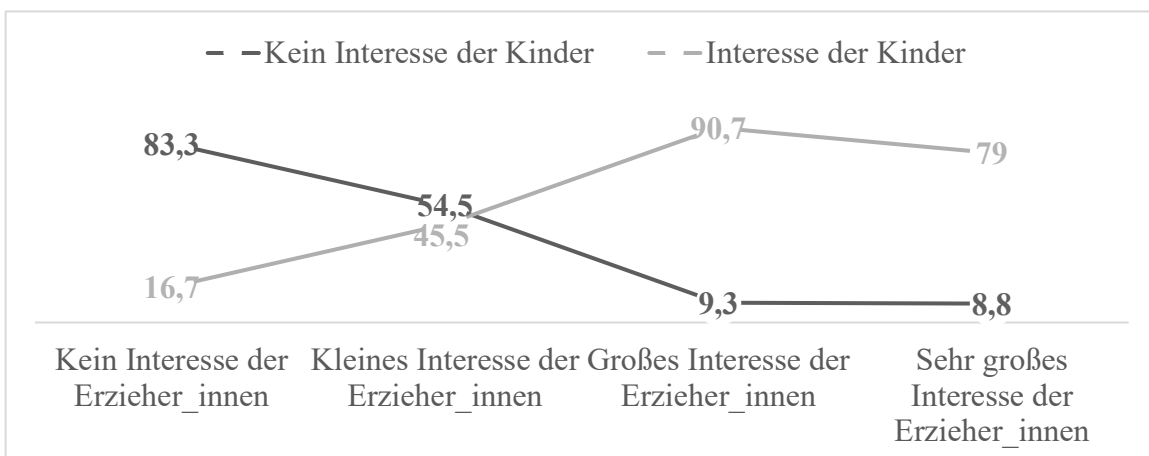 Kein Interesse der Kinder Interesse der Kinder
83,3 90,7 79
54,5
45,5
16,7 9,3 8,8
Kein Interesse der Kleines Interesse der Großes Interesse der Sehr großes
Erzieher_innen Erzieher_innen Erzieher_innen Interesse der
Erzieher_innen